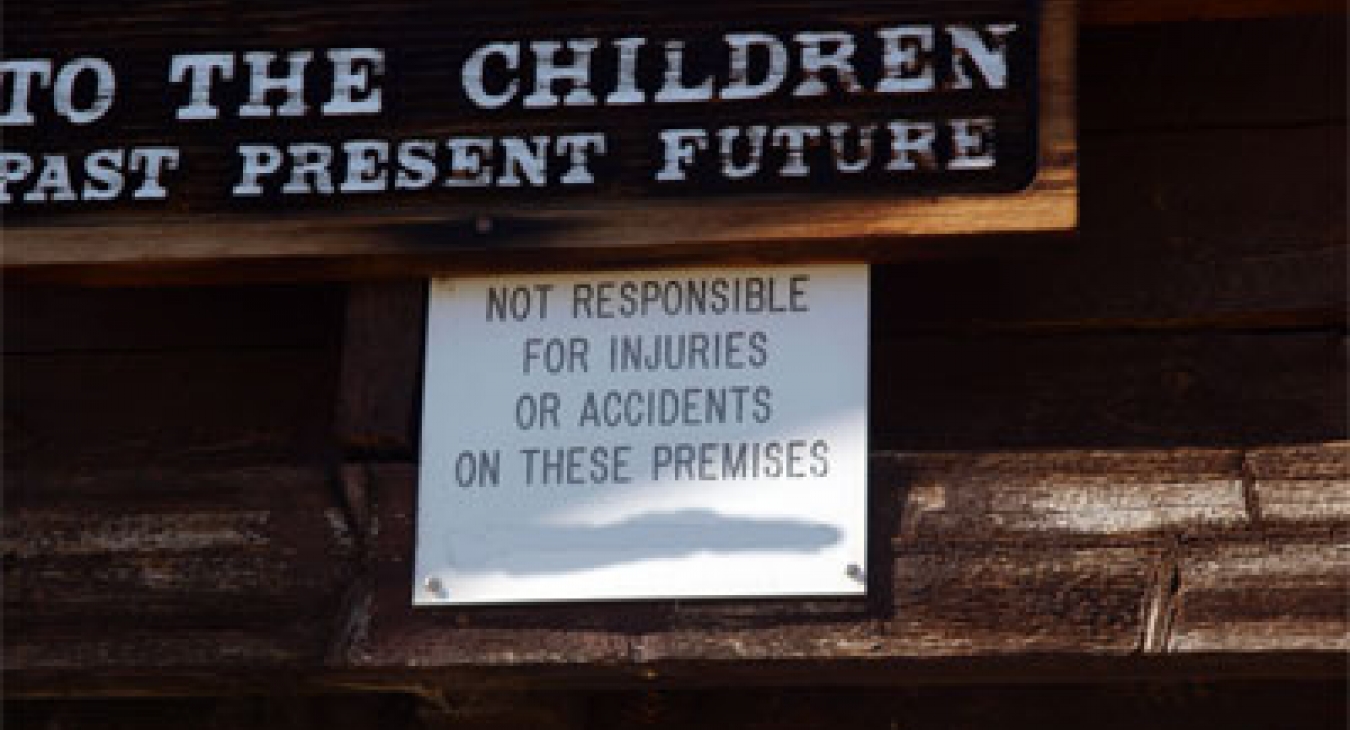 TO THE CHILDREN
PAST PRESENT FUTURE
NOT RESPONSIBLE
FOR INJURIES
OR ACCIDENTS
ON THESE PREMISES